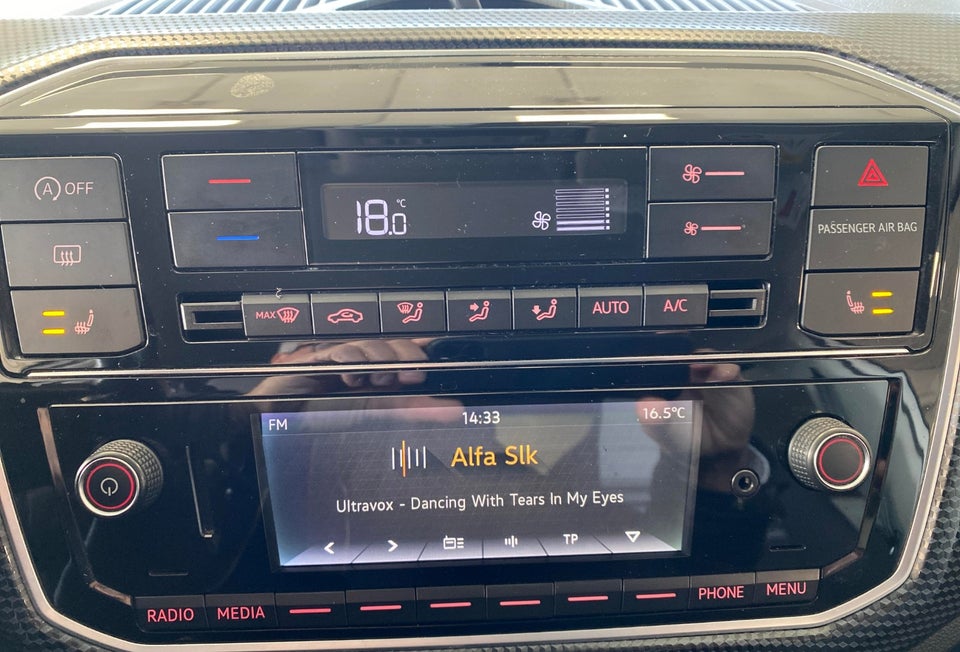 A OFF
18.0 °C
PASSENGER AIR BAG
MAX
AUTO
A/C
FM
14:33
16.5°C
Alfa Slk
Ultravox - Dancing With Tears In My Eyes
TP
RADIO
MEDIA
PHONE
MENU